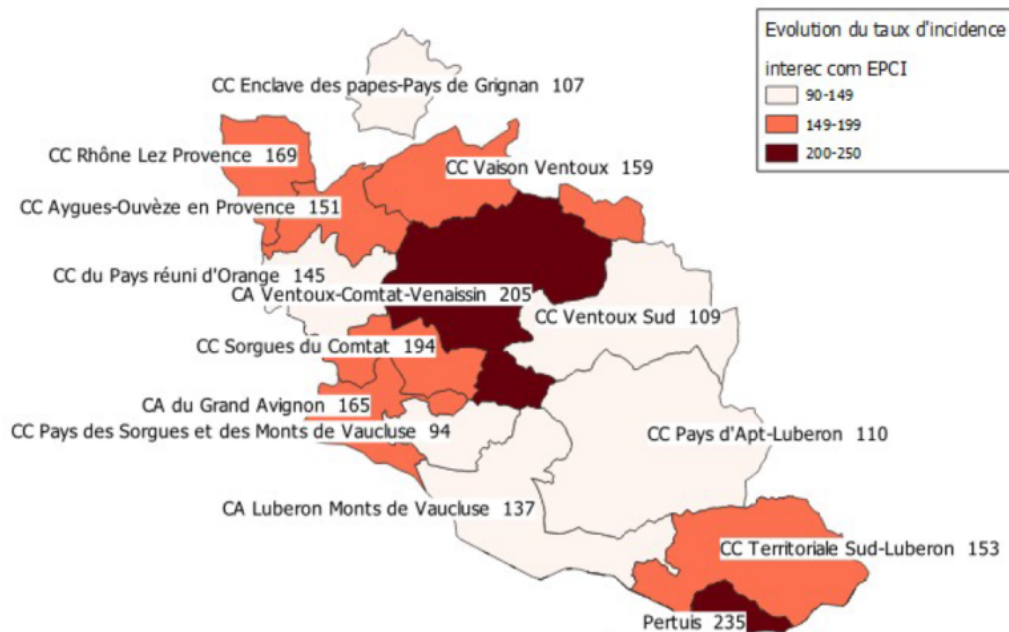 Evolution du taux d'incidence
interec com EPCI
90-149
149-199
200-250
CC Enclave des papes-Pays de Grignan 107
CC Rhône Lez Provence 169
CC Vaison Ventoux 159
CC Aygues-Ouvèze en Provence 151
CC du Pays réuni d'Orange 145
CA Ventoux-Comtat-Venaissin 205
CC Ventoux Sud 109
CC Sorgues du Comtat 194
CA du Grand Avignon 165
CC Pays des Sorgues et des Monts de Vaucluse 94
CC Pays d'Apt-Luberon 110
CA Luberon Monts de Vaucluse 137
CC Territoriale Sud-Luberon 153
Pertuis 235